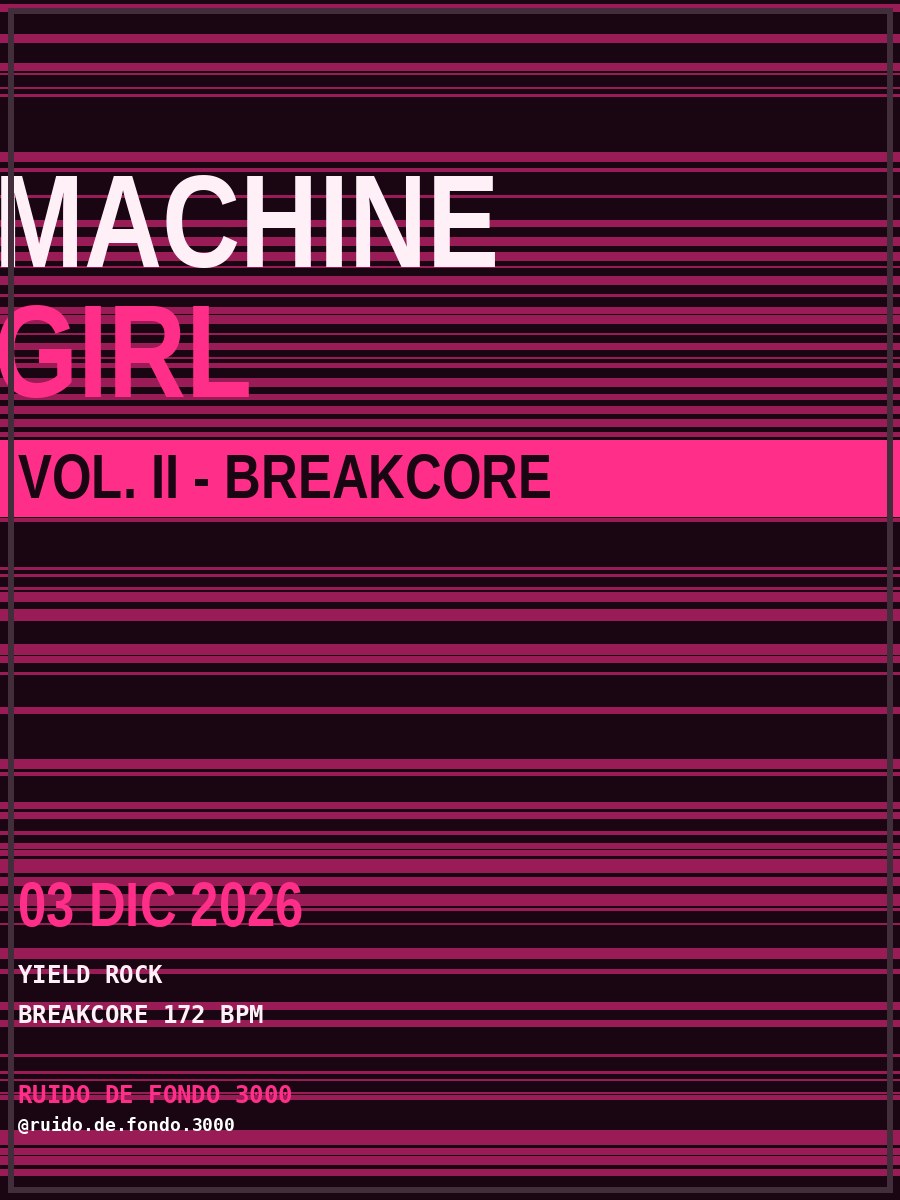 MACHINE
GIRL
VOL. II - BREAKCORE
03 DIC 2026
YIELD ROCK
BREAKCORE 172 BPM
RUIDO DE FONDO 3000
@ruido.de.fondo.3000